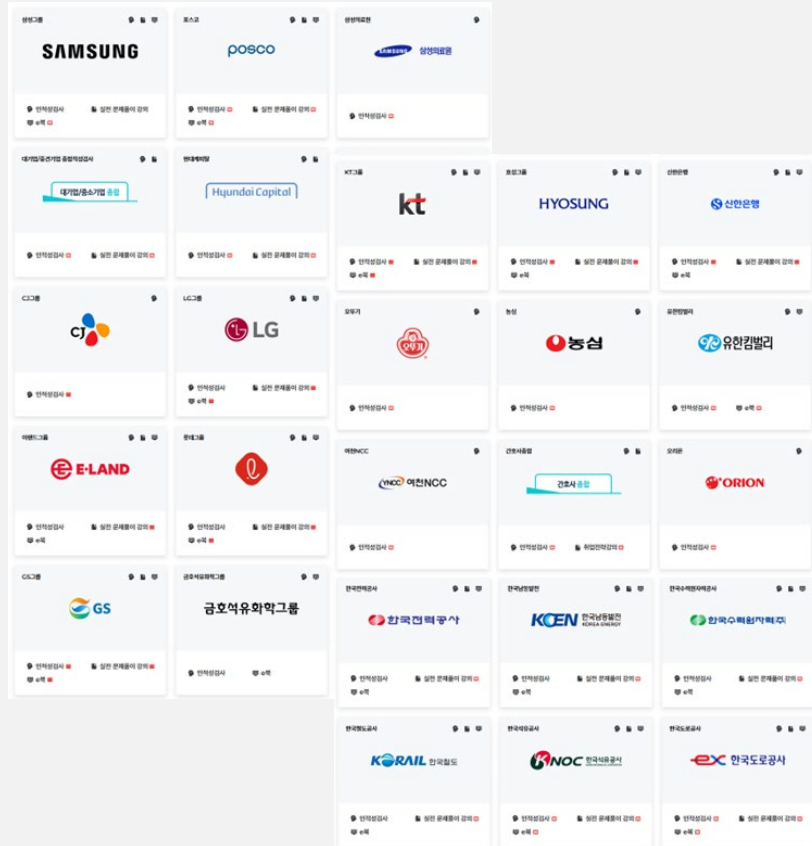 삼성그룹
SAMSUNG
인적성검사 실전 문제풀이 강의
e북
포스코
posco
인적성검사 실전 문제풀이 강의
e북
삼성의료원
SAMSUNG 삼성의료원
인적성검사
대기업/중견기업 종합직성검사
대기업/중소기업 종합
인적성검사 실전 문제풀이 강의
현대캐피탈
Hyundai Capital
인적성검사 실전 문제풀이 강의
KT그룹
kt
인적성검사 실전 문제풀이 강의
e북
효성그룹
HYOSUNG
인적성검사 실전 문제풀이 강의
e북
신한은행
신한은행
인적성검사 실전 문제풀이 강의
e북
CJ그룹
CJ
인적성검사
LG그룹
LG
인적성검사 실전 문제풀이 강의
e북
오뚜기
오뚜기
인적성검사
농심
농심
인적성검사
유한킴벌리
유한킴벌리
인적성검사 e북
이랜드그룹
E·LAND
인적성검사 실전 문제풀이 강의
e북
롯데그룹
인적성검사 실전 문제풀이 강의
e북
여천NCC
YNCC 여천NCC
인적성검사
간호사종합
간호사 종합
인적성검사 취업전략강의
오리온
ORION
인적성검사
GS그룹
GS
인적성검사 실전 문제풀이 강의
e북
금호석유화학그룹
금호석유화학그룹
인적성검사 e북
한국전력공사
한국전력공사
인적성검사 실전 문제풀이 강의
e북
한국남동발전
KOEN 한국남동발전
KOREA ENERGY
인적성검사 실전 문제풀이 강의
e북
한국수력원자력공사
한국수력원자력㈜
인적성검사 실전 문제풀이 강의
e북
한국철도공사
KORAIL 한국철도
인적성검사 실전 문제풀이 강의
e북
한국석유공사
KNOC 한국석유공사
인적성검사 실전 문제풀이 강의
e북
한국도로공사
ex 한국도로공사
인적성검사 실전 문제풀이 강의
e북